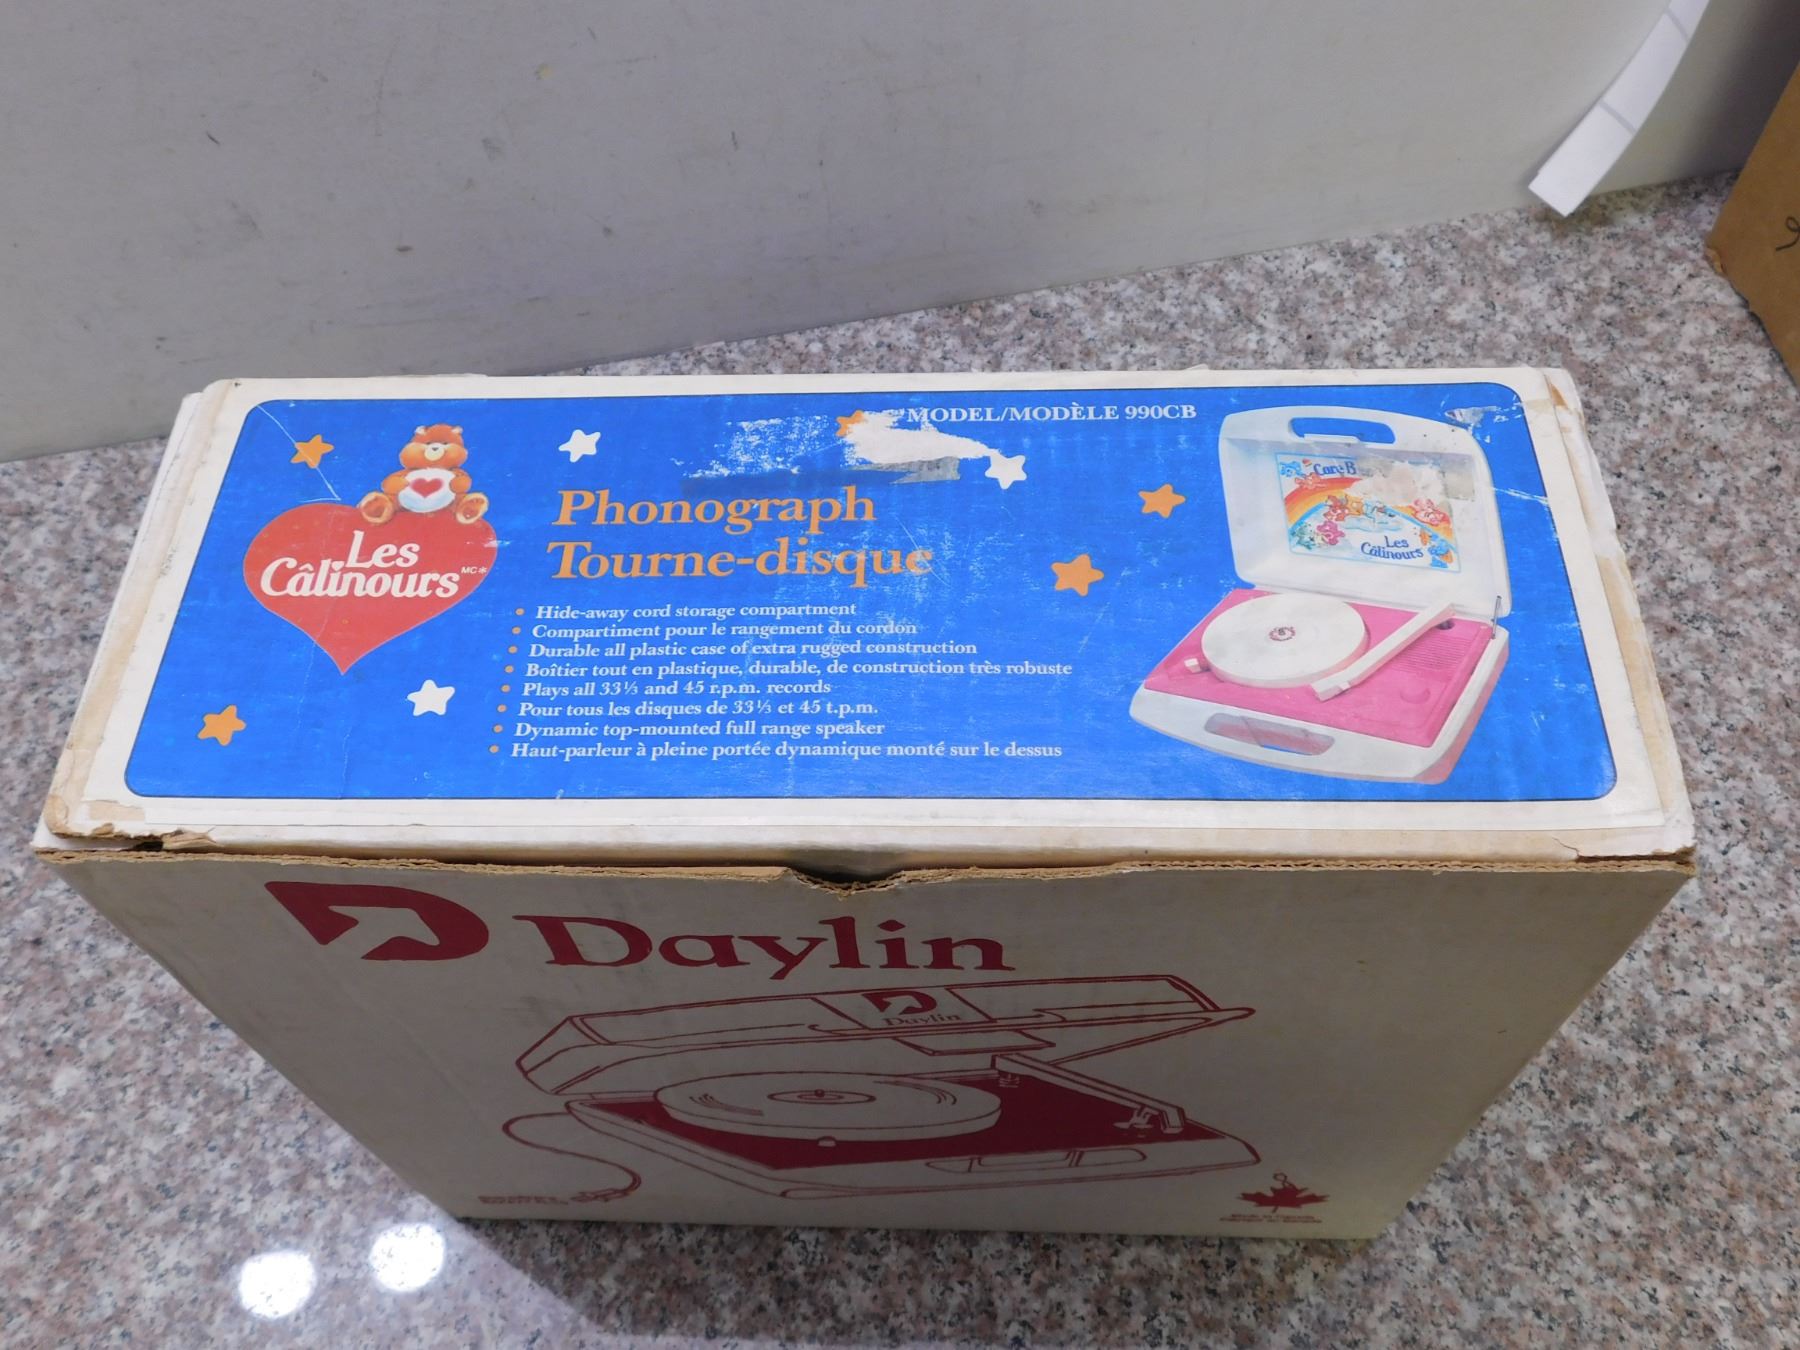 MODEL/MODÈLE 990CB
Les
Câlinours MC*
Phonograph
Tourne-disque
• Hide-away cord storage compartment
• Compartiment pour le rangement du cordon
• Durable all plastic case of extra rugged construction
• Boîtier tout en plastique, durable, de construction très robuste
• Plays all 33⅓ and 45 r.p.m. records
• Pour tous les disques de 33⅓ et 45 t.p.m.
• Dynamic top-mounted full range speaker
• Haut-parleur à pleine portée dynamique monté sur le dessus
Care B
Les
Câlinours
Daylin
Daylin